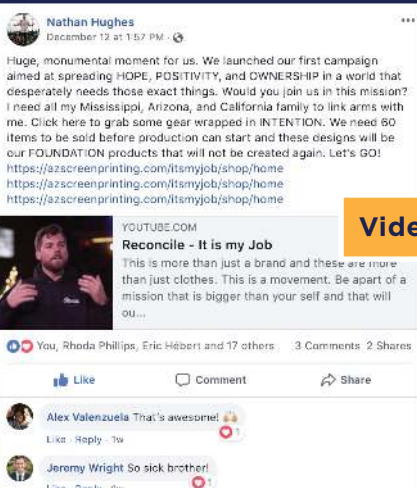 Nathan Hughes
December 12 at 1:57 PM ·
Huge, monumental moment for us. We launched our first campaign
aimed at spreading HOPE, POSITIVITY, and OWNERSHIP in a world that
desperately needs those exact things. Would you join us in this mission?
I need all my Mississippi, Arizona, and California family to link arms with
me. Click here to grab some gear wrapped in INTENTION. We need 60
items to be sold before production can start and these designs will be
our FOUNDATION products that will not be created again. Let's GO!
https://azscreenprinting.com/itsmyjob/shop/home
https://azscreenprinting.com/itsmyjob/shop/home
https://azscreenprinting.com/itsmyjob/shop/home
Vide
YOUTUBE.COM
Reconcile - It is my Job
This is more than just a brand and these are more
than just clothes. This is a movement. Be apart of a
mission that is bigger than your self and that will
ou...
You, Rhoda Phillips, Eric Hébert and 17 others 3 Comments 2 Shares
Like Comment Share
Alex Valenzuela That's awesome!
1
Like · Reply · 1w
Jeremy Wright So sick brother!
1
Like · Reply